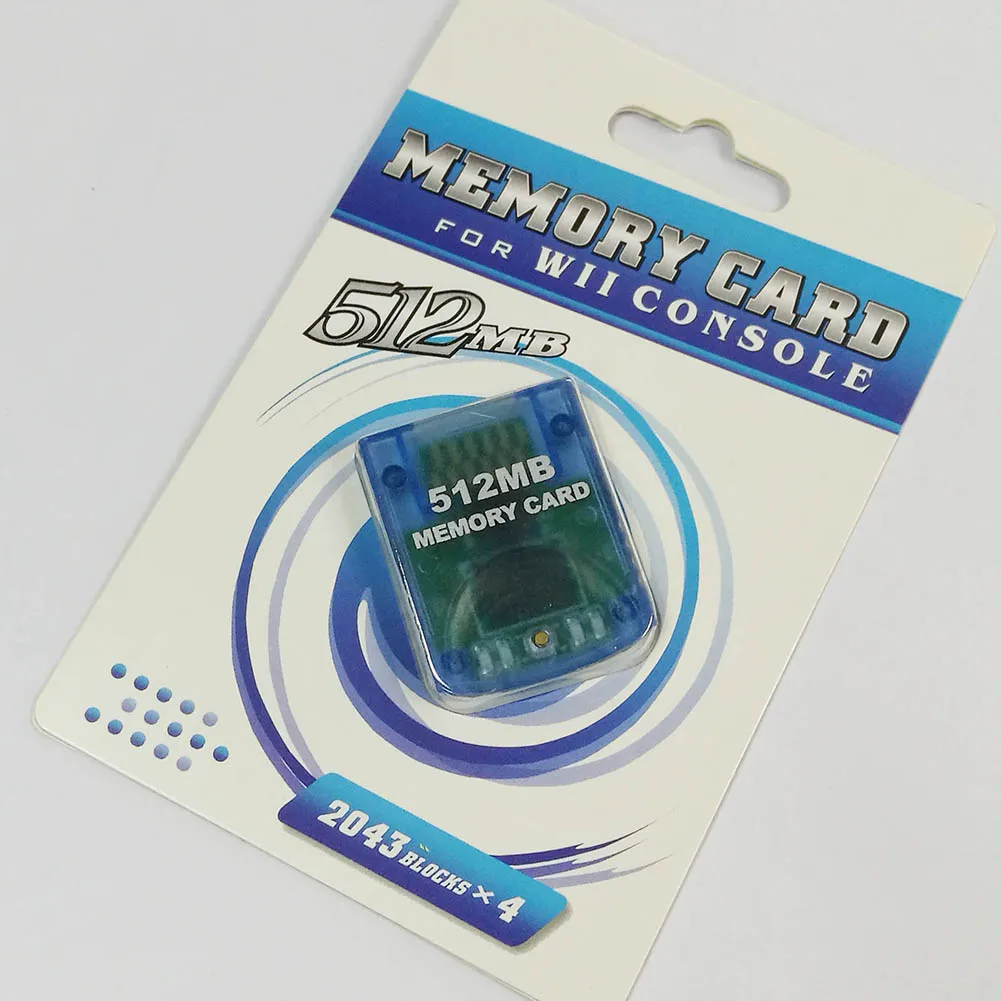 MEMORY CARD
FOR WII CONSOLE
512MB
512MB
MEMORY CARD
2043 BLOCKS × 4